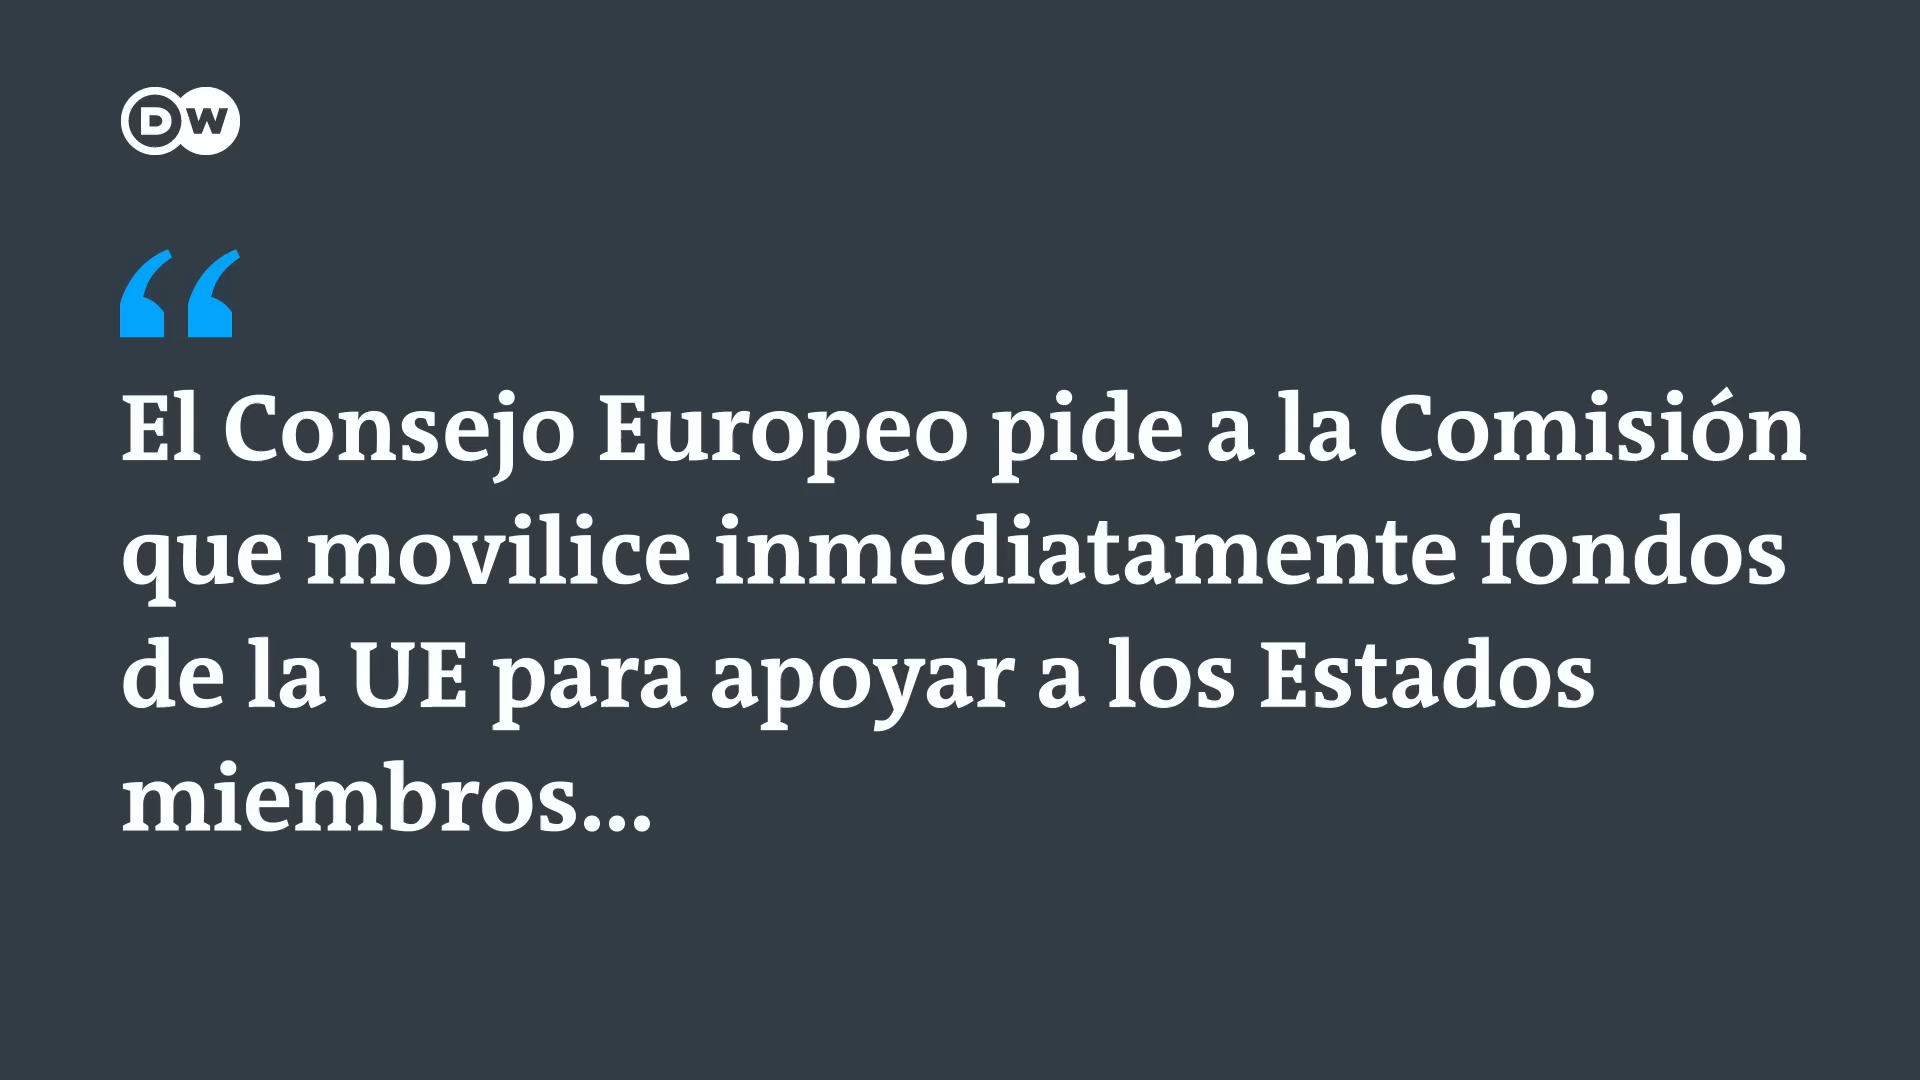 DW
“
El Consejo Europeo pide a la Comisión
que movilice inmediatamente fondos
de la UE para apoyar a los Estados
miembros...